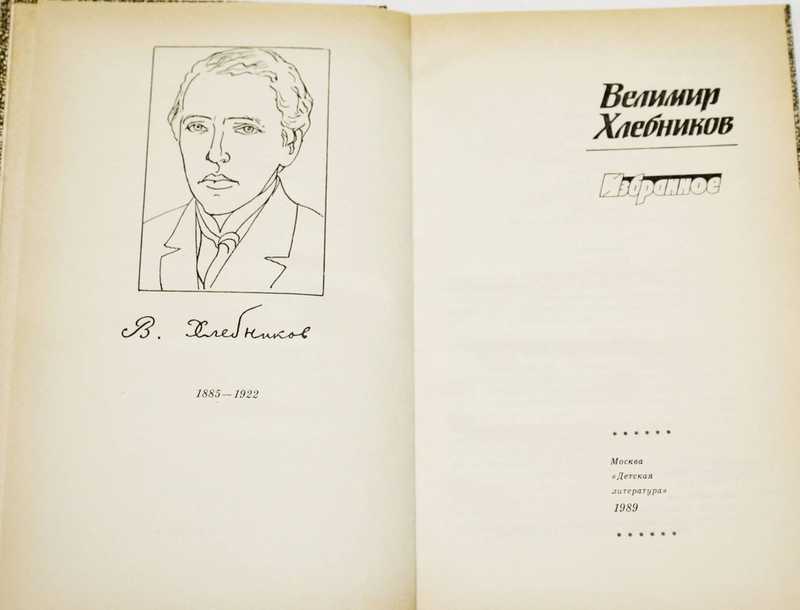 В. Хлебников
1885—1922
Велимир
Хлебников
Избранное
Москва
«Детская
литература»
1989